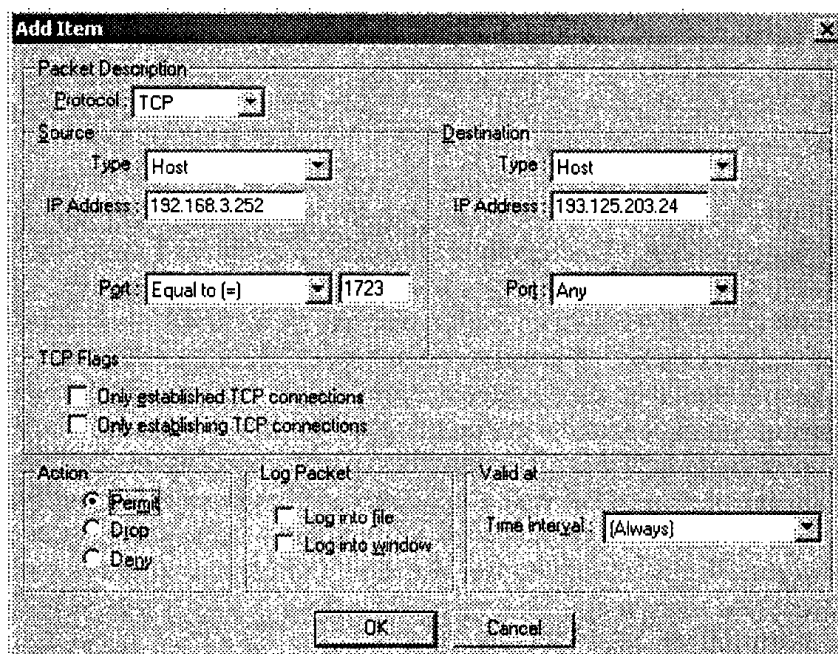 Add Item
Packet Description
Protocol : TCP
Source
Type : Host
IP Address : 192.168.3.252
Port : Equal to (=) 1723
Destination
Type : Host
IP Address : 193.125.203.24
Port : Any
TCP Flags
Only established TCP connections
Only establishing TCP connections
Action
Permit
Drop
Deny
Log Packet
Log into file
Log into window
Valid at
Time interval : (Always)
OK Cancel